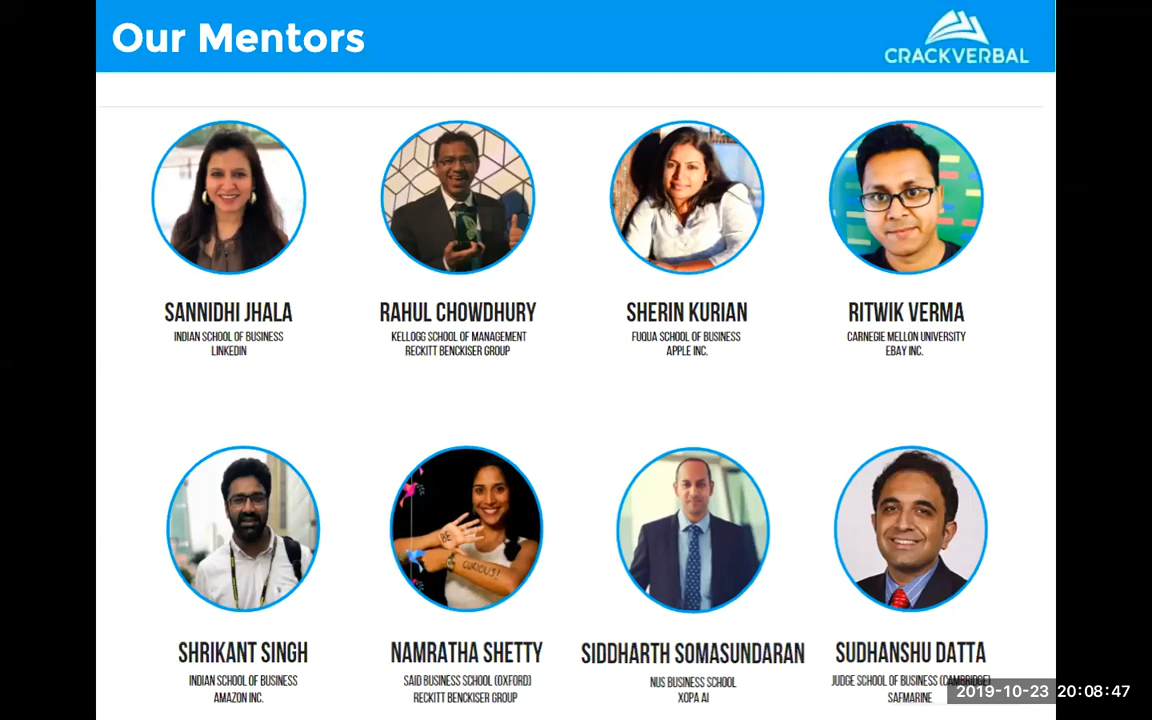 Our Mentors
CRACKVERBAL
SANNIDHI JHALA
INDIAN SCHOOL OF BUSINESS
LINKEDIN
RAHUL CHOWDHURY
KELLOGG SCHOOL OF MANAGEMENT
RECKITT BENCKISER GROUP
SHERIN KURIAN
FUQUA SCHOOL OF BUSINESS
APPLE INC.
RITWIK VERMA
CARNEGIE MELLON UNIVERSITY
EBAY INC.
BE
CURIOUS!
SHRIKANT SINGH
INDIAN SCHOOL OF BUSINESS
AMAZON INC.
NAMRATHA SHETTY
SAID BUSINESS SCHOOL (OXFORD)
RECKITT BENCKISER GROUP
SIDDHARTH SOMASUNDARAN
NUS BUSINESS SCHOOL
XOPA AI
SUDHANSHU DATTA
JUDGE SCHOOL OF BUSINESS (CAMBRIDGE)
SAFMARINE
2019-10-23 20:08:47